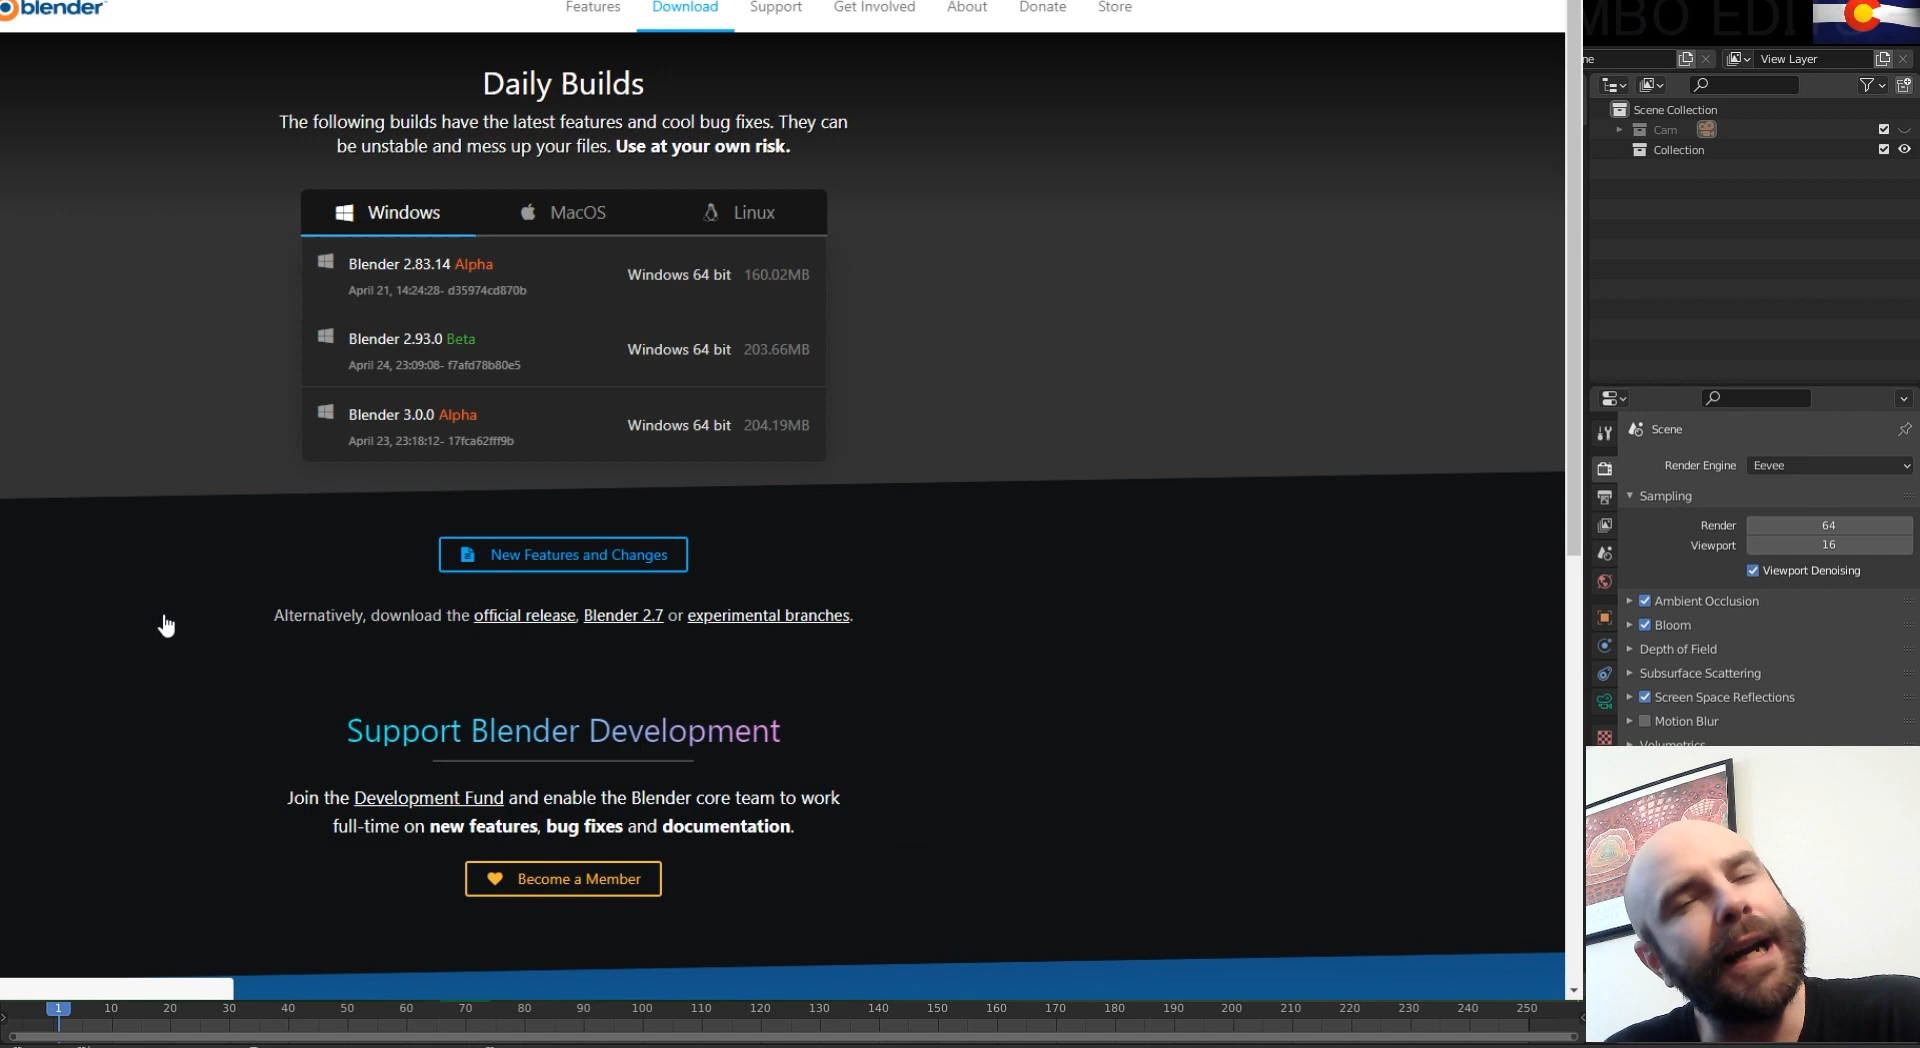 blender
Features Download Support Get Involved About Donate Store
Daily Builds
The following builds have the latest features and cool bug fixes. They can
be unstable and mess up your files. Use at your own risk.
Windows MacOS Linux
Blender 2.83.14 Alpha
April 21, 14:24:28- d35974cd870b
Windows 64 bit 160.02MB
Blender 2.93.0 Beta
April 24, 23:09:08- f7afd78b80e5
Windows 64 bit 203.66MB
Blender 3.0.0 Alpha
April 23, 23:18:12- 17fca62fff9b
Windows 64 bit 204.19MB
New Features and Changes
Alternatively, download the official release, Blender 2.7 or experimental branches.
Support Blender Development
Join the Development Fund and enable the Blender core team to work
full-time on new features, bug fixes and documentation.
Become a Member
1 10 20 30 40 50 60 70 80 90 100 110 120 130 140 150 160 170 180 190 200 210 220 230 240 250
MBO EDITS
ne View Layer
Scene Collection
Cam
Collection
Scene
Render Engine Eevee
Sampling
Render 64
Viewport 16
Viewport Denoising
Ambient Occlusion
Bloom
Depth of Field
Subsurface Scattering
Screen Space Reflections
Motion Blur
Volumetrics